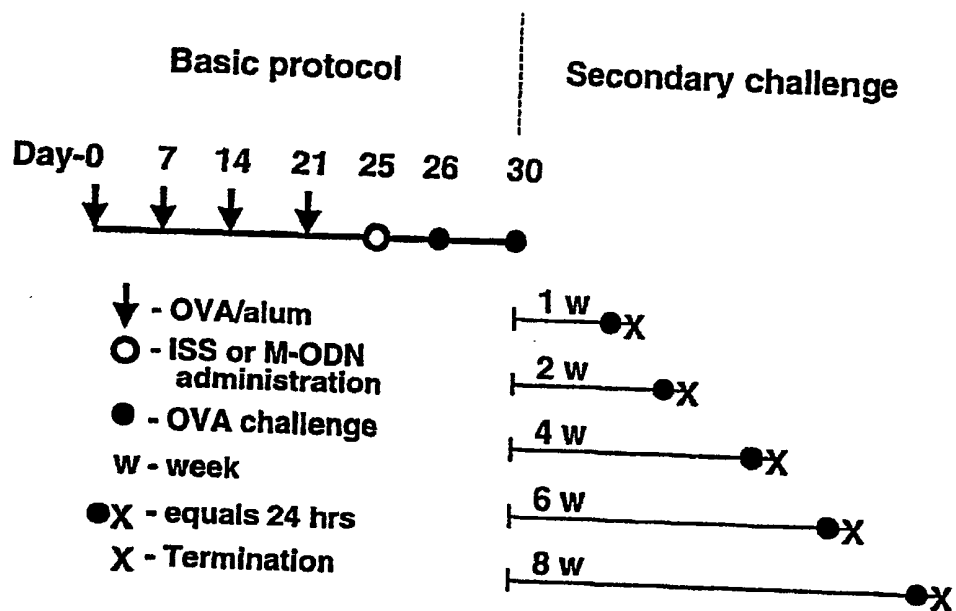 Basic protocol
Secondary challenge
Day-0 7 14 21 25 26 30
- OVA/alum
- ISS or M-ODN
administration
- OVA challenge
w - week
X - equals 24 hrs
X - Termination
1 w
X
2 w
X
4 w
X
6 w
X
8 w
X